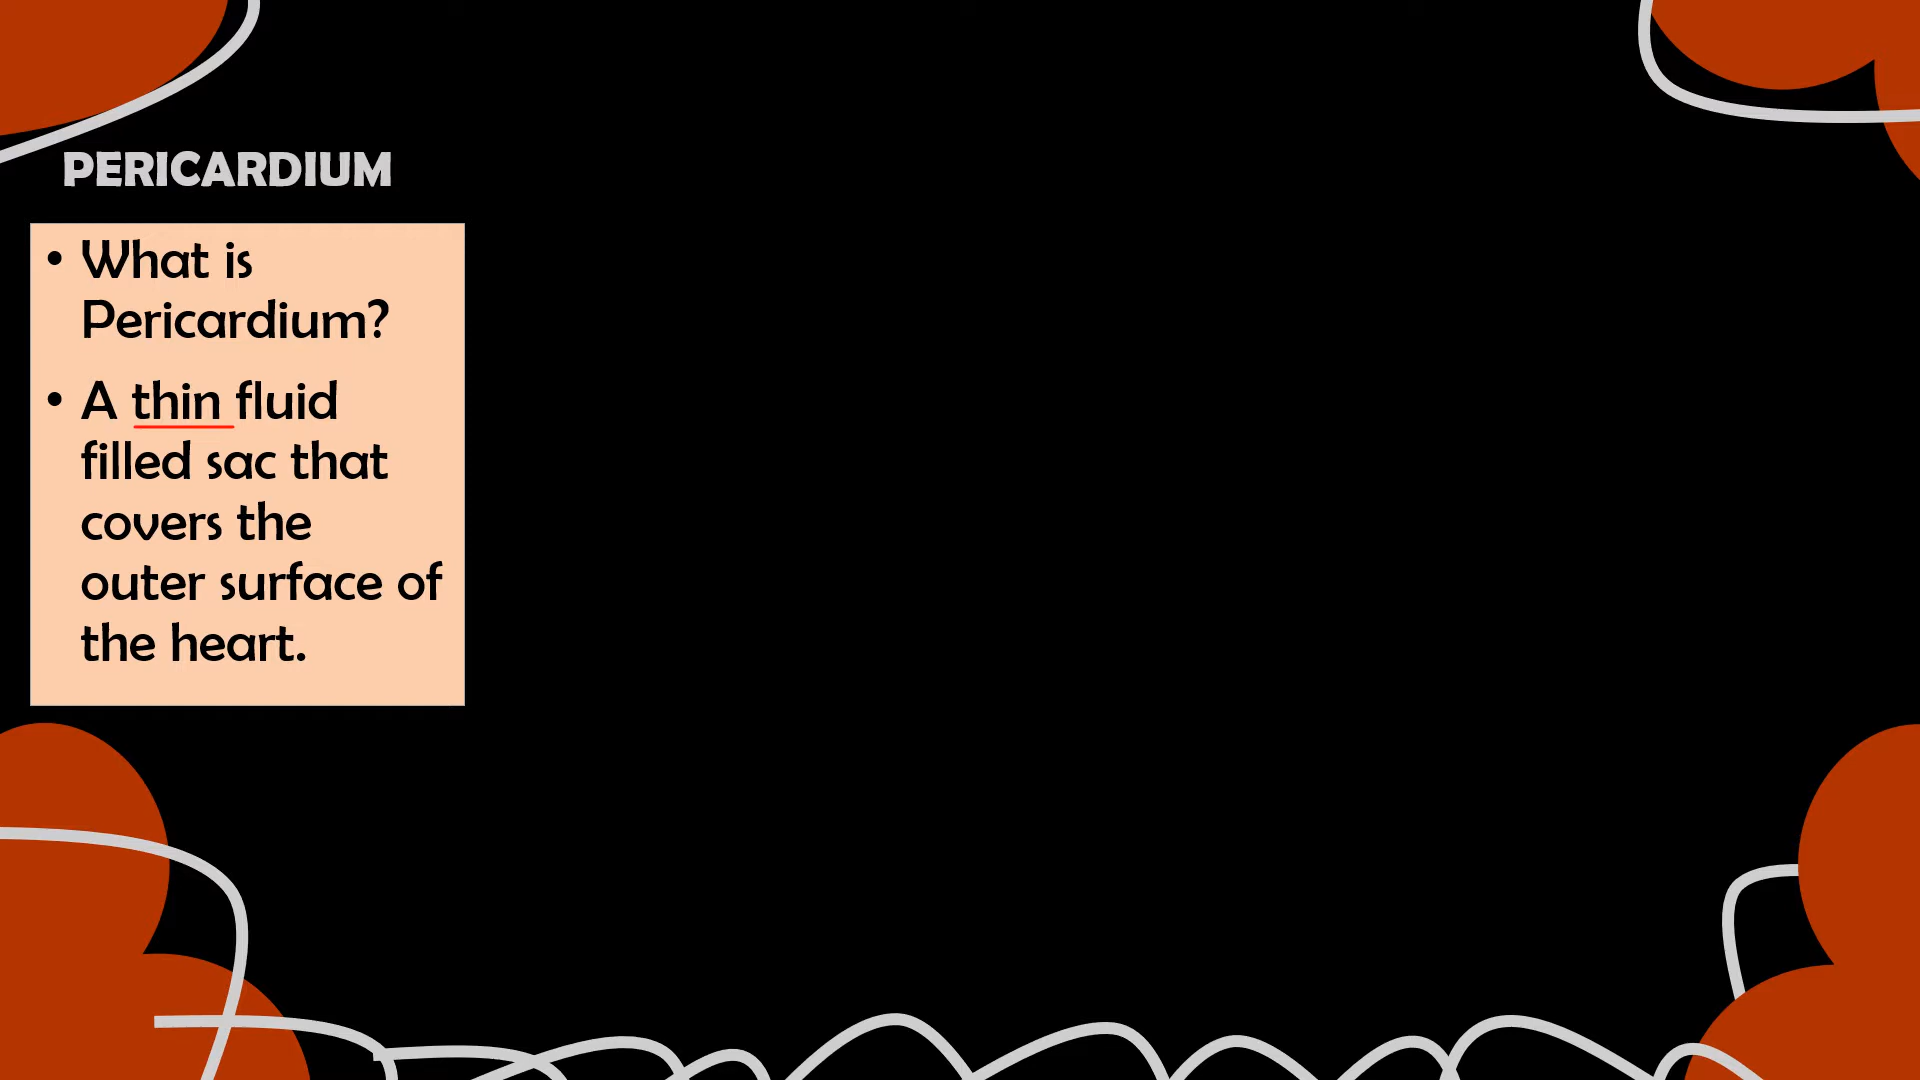 PERICARDIUM
• What is
Pericardium?
• A thin fluid
filled sac that
covers the
outer surface of
the heart.